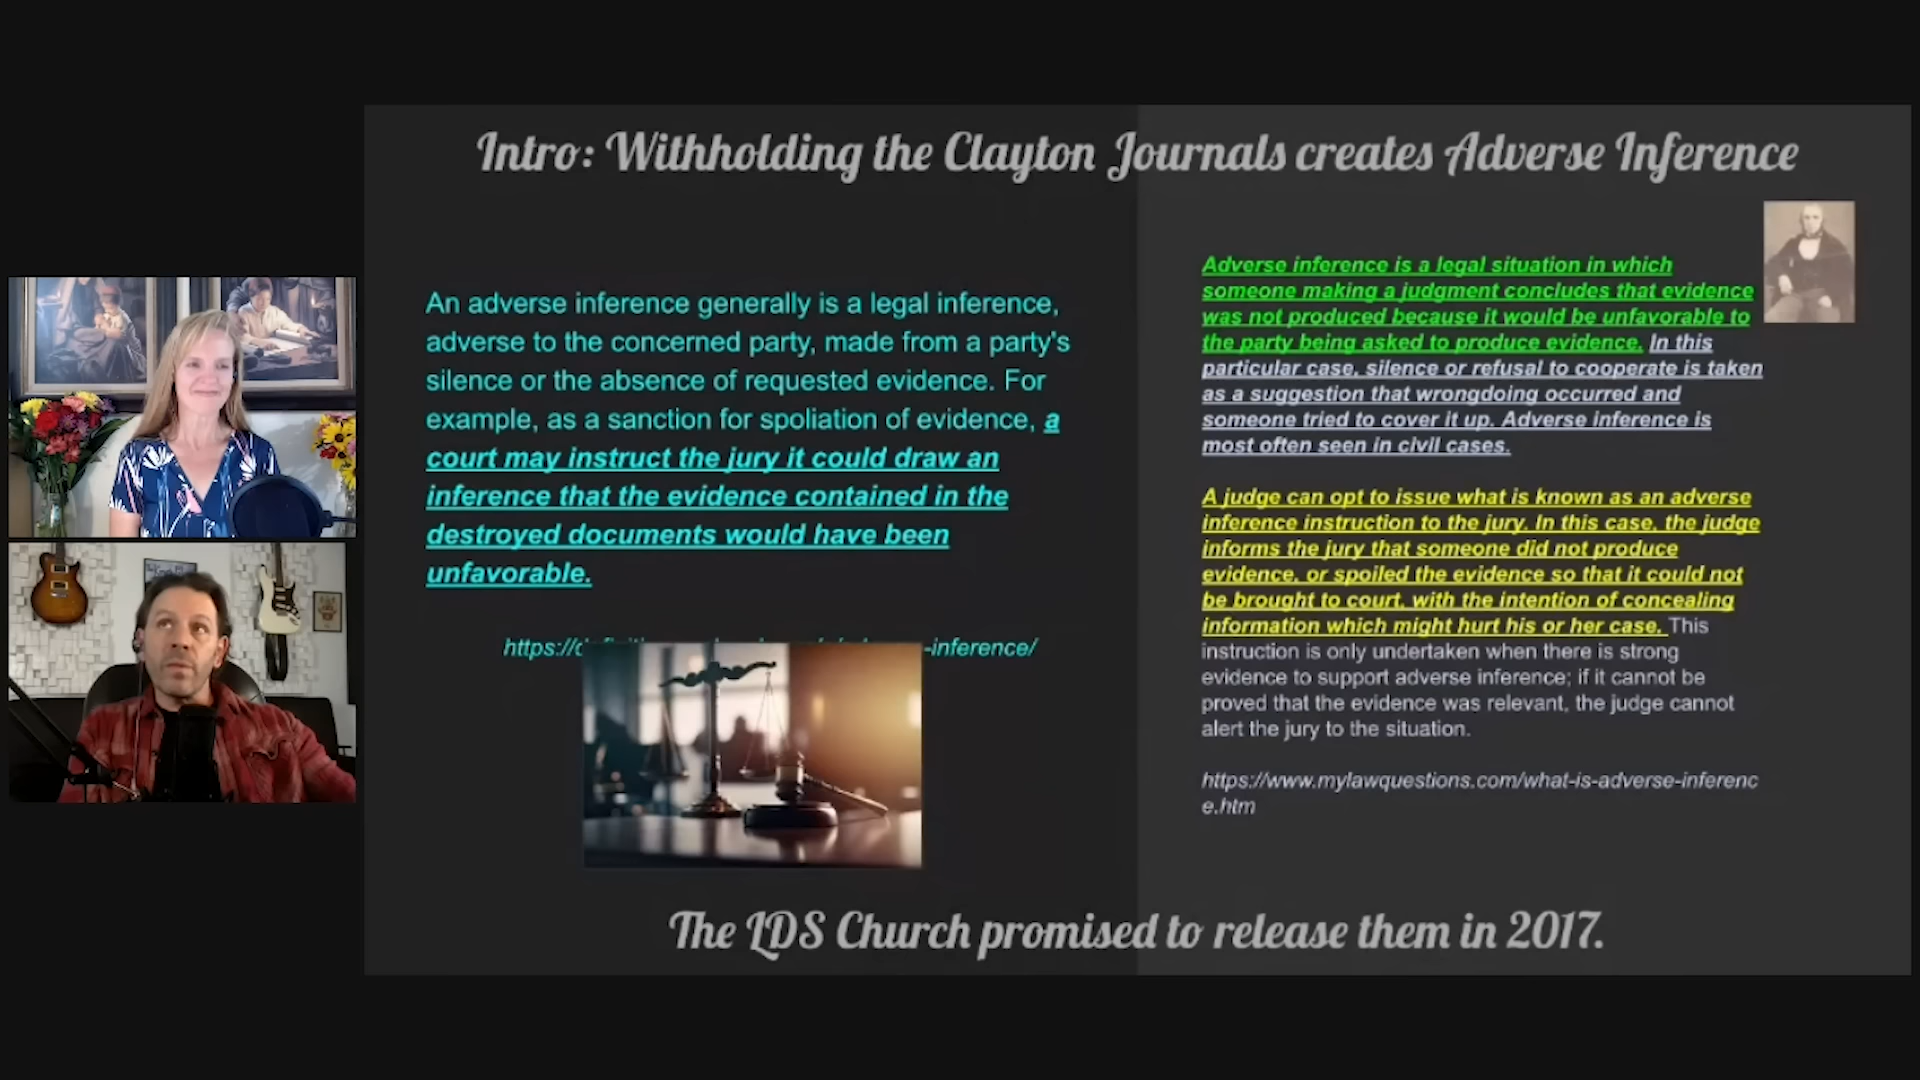 Intro: Withholding the Clayton Journals creates Adverse Inference
An adverse inference generally is a legal inference,
adverse to the concerned party, made from a party's
silence or the absence of requested evidence. For
example, as a sanction for spoliation of evidence, a
court may instruct the jury it could draw an
inference that the evidence contained in the
destroyed documents would have been
unfavorable.
-inference/
Adverse inference is a legal situation in which
someone making a judgment concludes that evidence
was not produced because it would be unfavorable to
the party being asked to produce evidence. In this
particular case, silence or refusal to cooperate is taken
as a suggestion that wrongdoing occurred and
someone tried to cover it up. Adverse inference is
most often seen in civil cases.
A judge can opt to issue what is known as an adverse
inference instruction to the jury. In this case, the judge
informs the jury that someone did not produce
evidence, or spoiled the evidence so that it could not
be brought to court, with the intention of concealing
information which might hurt his or her case. This
instruction is only undertaken when there is strong
evidence to support adverse inference; if it cannot be
proved that the evidence was relevant, the judge cannot
alert the jury to the situation.
https://www.mylawquestions.com/what-is-adverse-inferenc
e.htm
The LDS Church promised to release them in 2017.